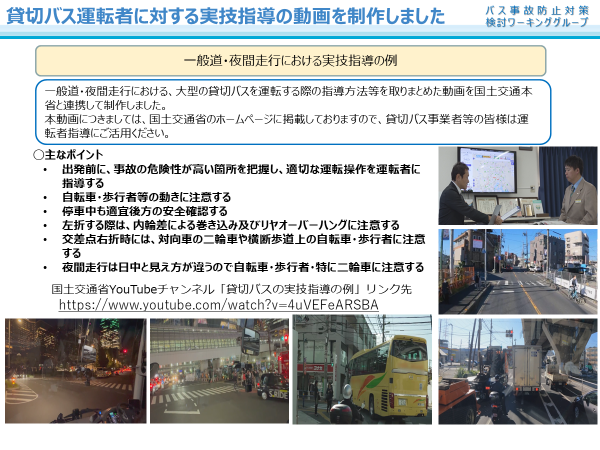 貸切バス運転者に対する実技指導の動画を制作しました
バス事故防止対策
検討ワーキンググループ
一般道・夜間走行における実技指導の例
一般道・夜間走行における、大型の貸切バスを運転する際の指導方法等を取りまとめた動画を国土交通本
省と連携して制作しました。
本動画につきましては、国土交通省のホームページに掲載しておりますので、貸切バス事業者等の皆様は運
転者指導にご活用ください。
○主なポイント
• 出発前に、事故の危険性が高い箇所を把握し、適切な運転操作を運転者に
指導する
• 自転車・歩行者等の動きに注意する
• 停車中も適宜後方の安全確認する
• 左折する際は、内輪差による巻き込み及びリヤオーバーハングに注意する
• 交差点右折時には、対向車の二輪車や横断歩道上の自転車・歩行者に注意
する
• 夜間走行は日中と見え方が違うので自転車・歩行者・特に二輪車に注意する
国土交通省YouTubeチャンネル「貸切バスの実技指導の例」リンク先
https://www.youtube.com/watch?v=4uVEFeARSBA